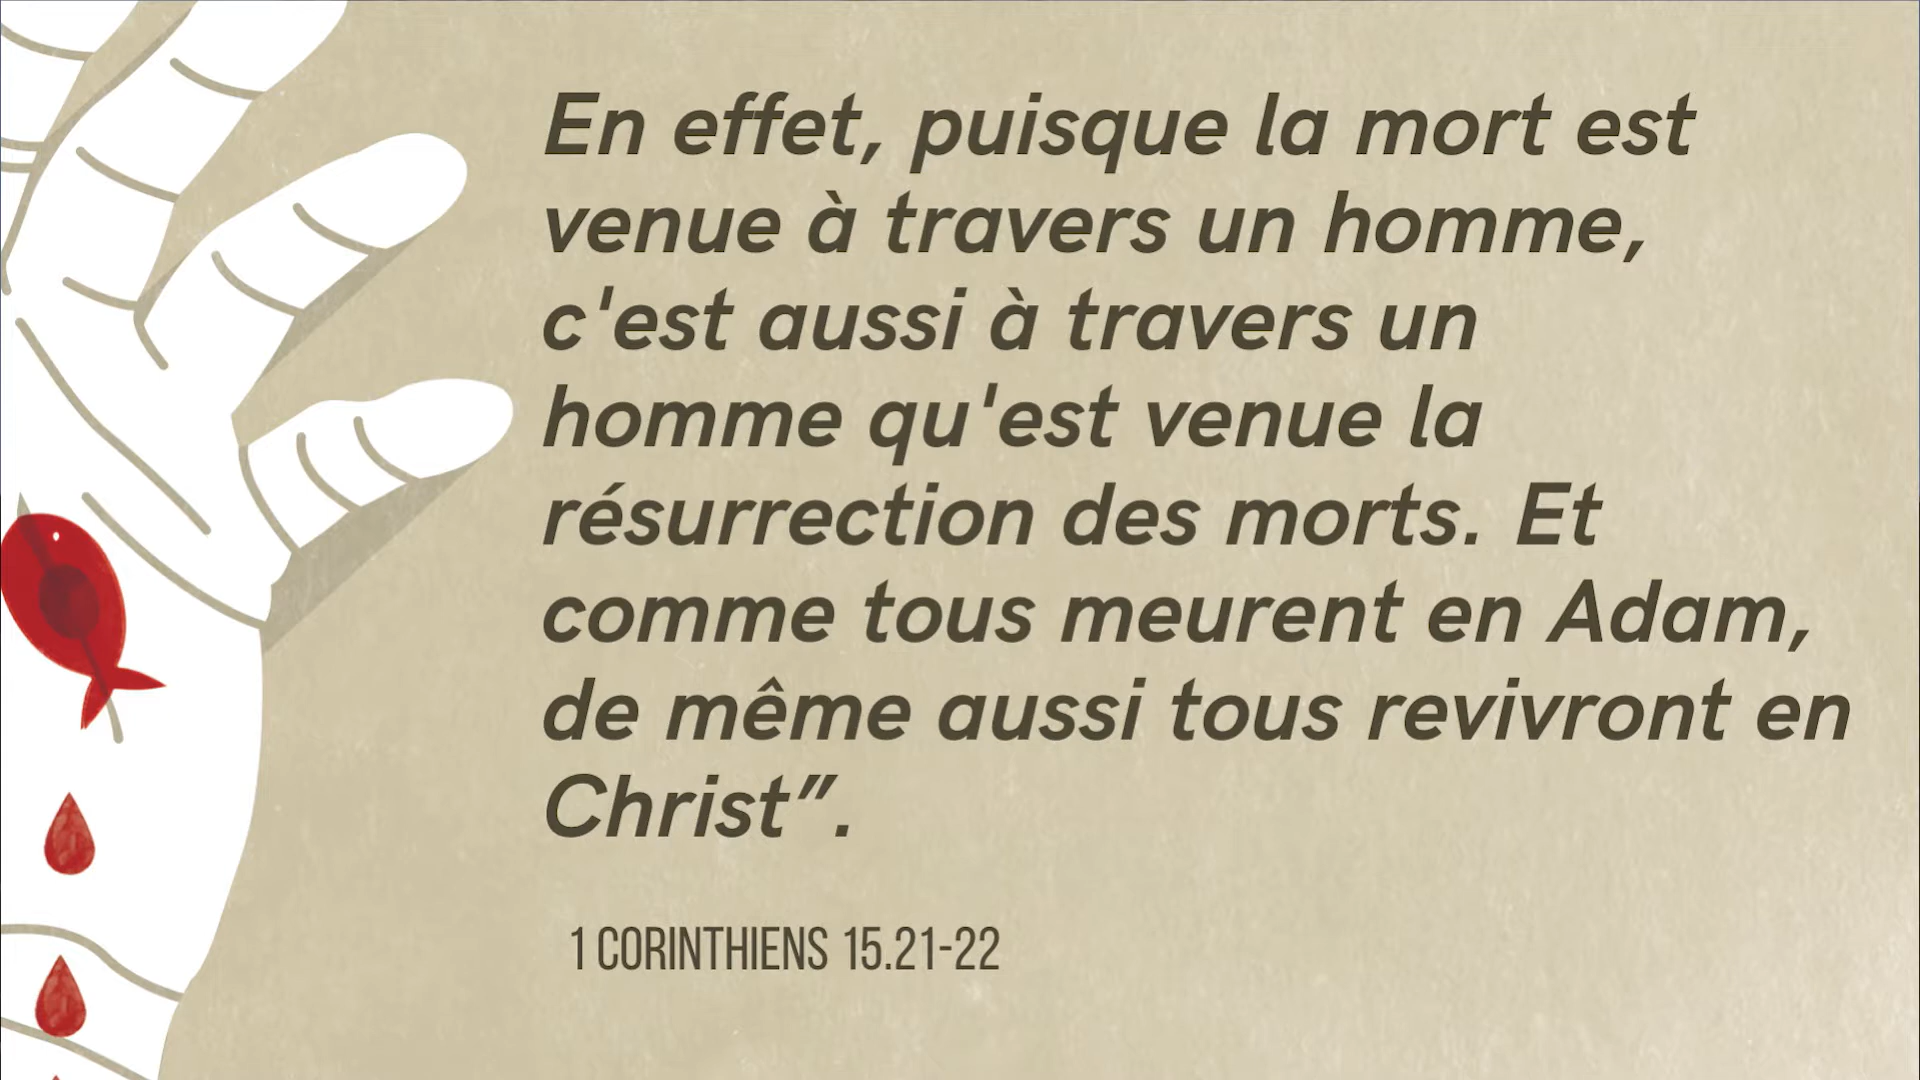 En effet, puisque la mort est
venue à travers un homme,
c'est aussi à travers un
homme qu'est venue la
résurrection des morts. Et
comme tous meurent en Adam,
de même aussi tous revivront en
Christ”.
1 CORINTHIENS 15.21-22